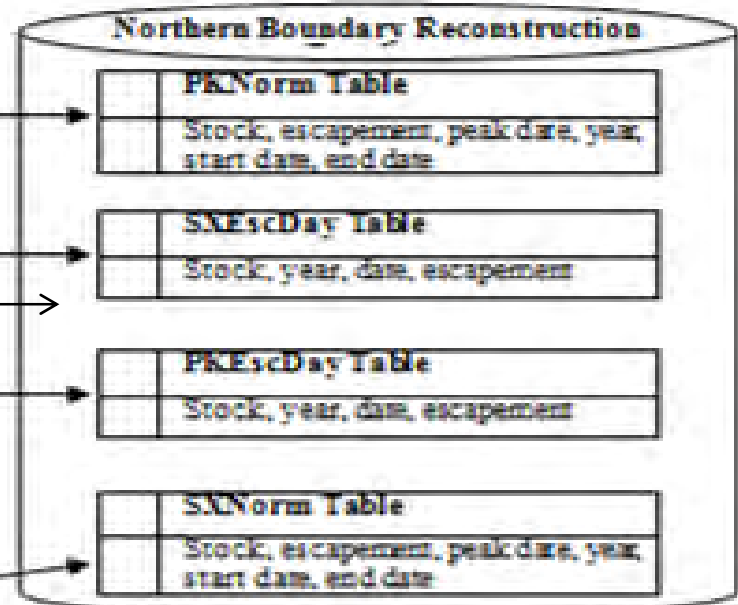 Northern Boundary Reconstruction
PKNorm Table
Stock, escapement, peak date, year,
start date, end date
SXEscDay Table
Stock, year, date, escapement
PKEscDay Table
Stock, year, date, escapement
SXNorm Table
Stock, escapement, peak date, year,
start date, end date